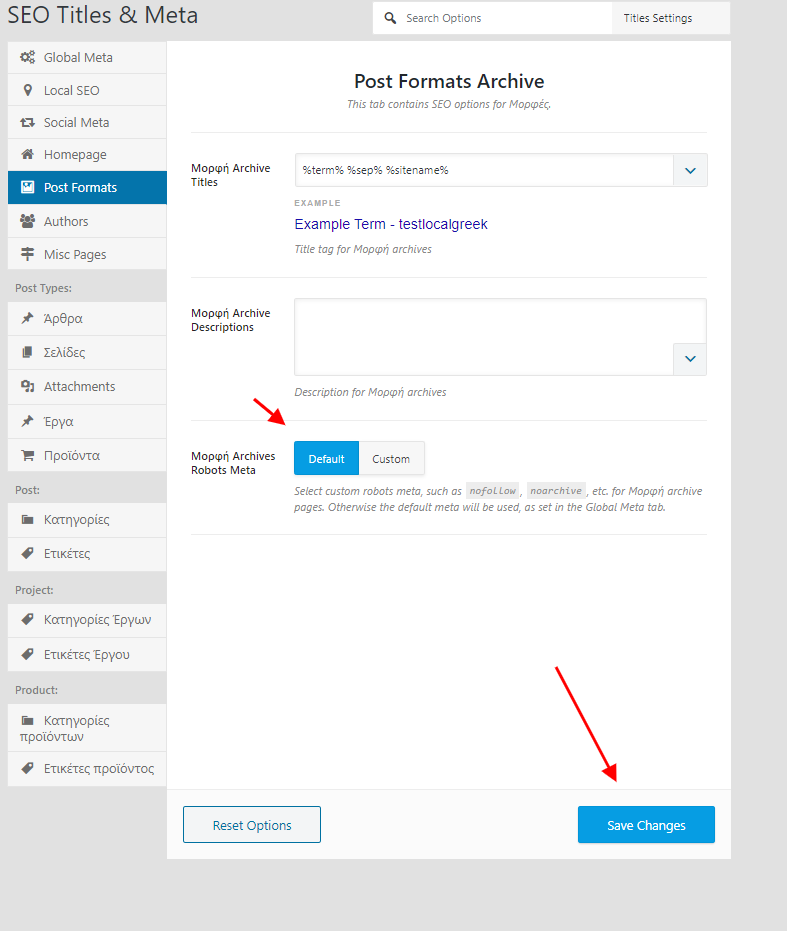 SEO Titles & Meta
Search Options
Titles Settings
Global Meta
Local SEO
Social Meta
Homepage
Post Formats
Authors
Misc Pages
Post Types:
Άρθρα
Σελίδες
Attachments
Έργα
Προϊόντα
Post:
Κατηγορίες
Ετικέτες
Project:
Κατηγορίες Έργων
Ετικέτες Έργου
Product:
Κατηγορίες
προϊόντων
Ετικέτες προϊόντος
Post Formats Archive
This tab contains SEO options for Μορφές.
Μορφή Archive
Titles
%term% %sep% %sitename%
EXAMPLE
Example Term - testlocalgreek
Title tag for Μορφή archives
Μορφή Archive
Descriptions
Description for Μορφή archives
Μορφή Archives
Robots Meta
Default
Custom
Select custom robots meta, such as nofollow, noarchive, etc. for Μορφή archive
pages. Otherwise the default meta will be used, as set in the Global Meta tab.
Reset Options
Save Changes